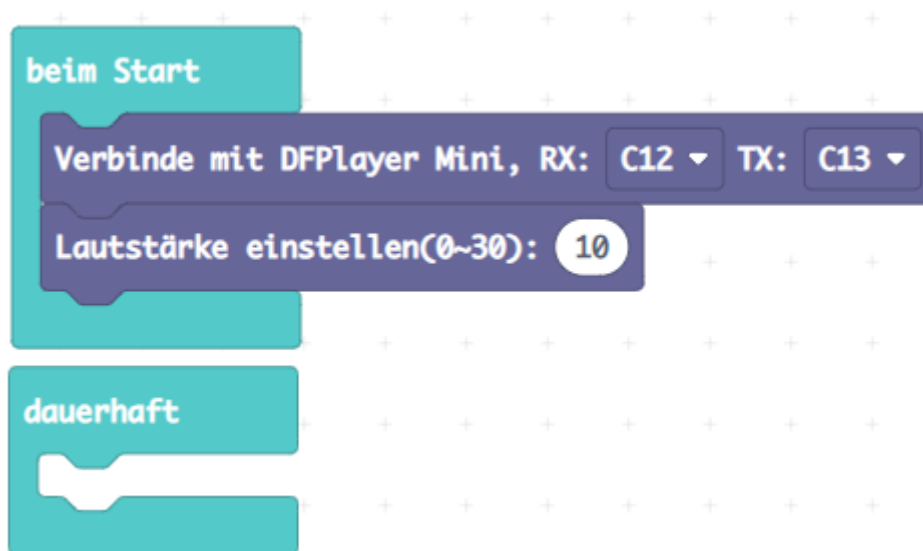 beim Start
Verbinde mit DFPlayer Mini, RX: C12 TX: C13
Lautstärke einstellen(0~30): 10
dauerhaft